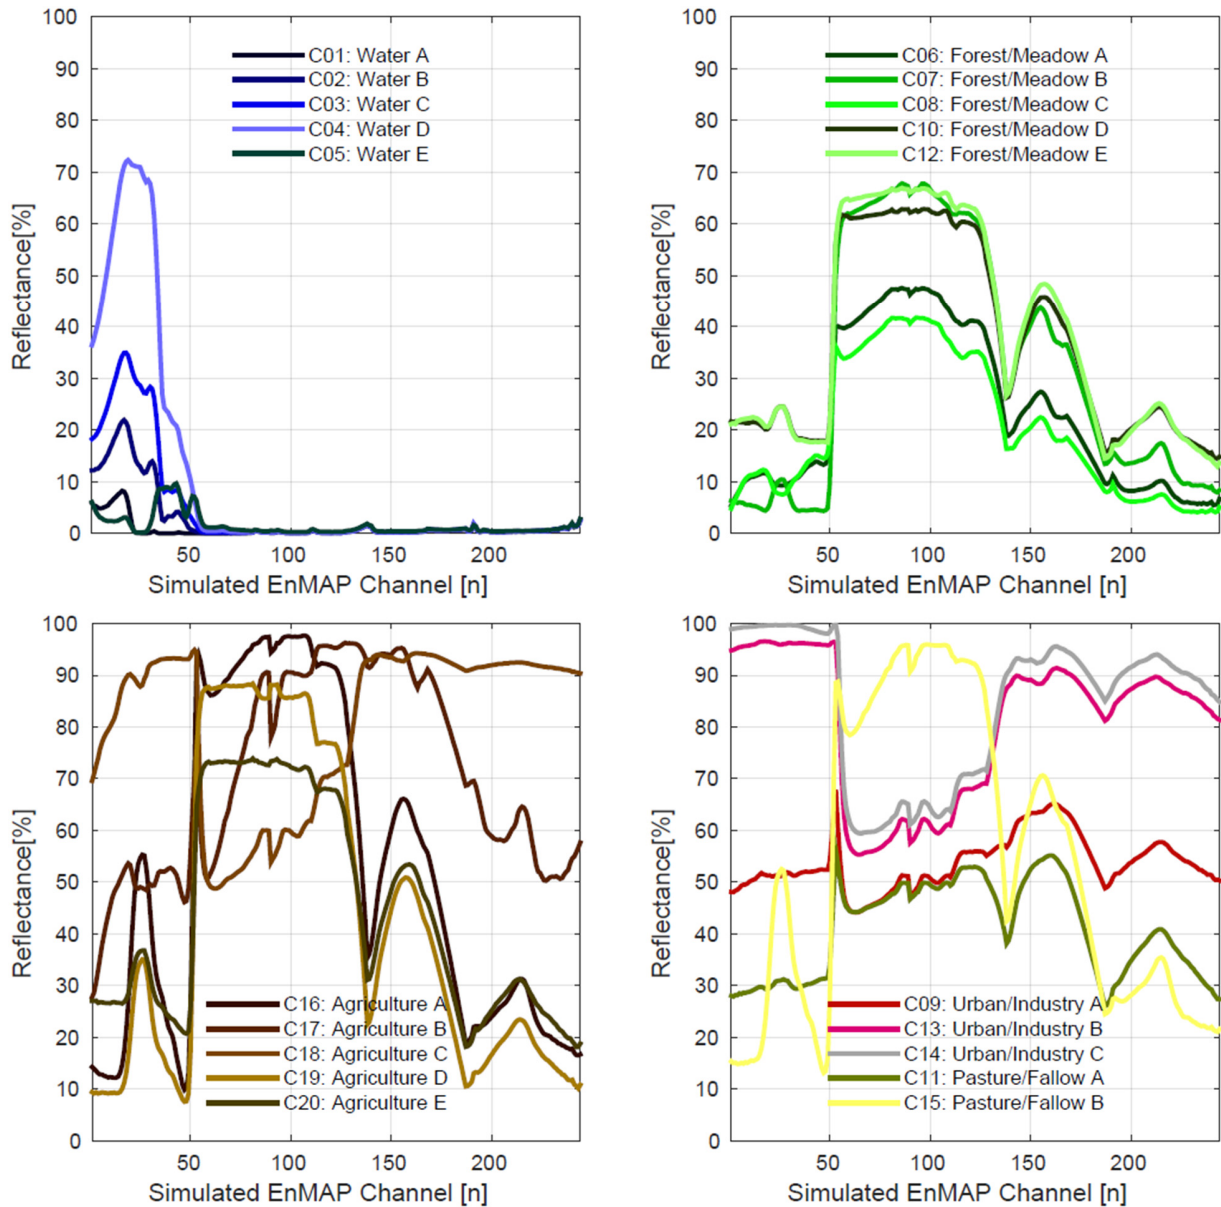 100
90
80
70
60
50
40
30
20
10
0
Reflectance[%]
C01: Water A
C02: Water B
C03: Water C
C04: Water D
C05: Water E
50
100
150
200
Simulated EnMAP Channel [n]
100
90
80
70
60
50
40
30
20
10
0
Reflectance[%]
C06: Forest/Meadow A
C07: Forest/Meadow B
C08: Forest/Meadow C
C10: Forest/Meadow D
C12: Forest/Meadow E
50
100
150
200
Simulated EnMAP Channel [n]
100
90
80
70
60
50
40
30
20
10
0
Reflectance[%]
C16: Agriculture A
C17: Agriculture B
C18: Agriculture C
C19: Agriculture D
C20: Agriculture E
50
100
150
200
Simulated EnMAP Channel [n]
100
90
80
70
60
50
40
30
20
10
0
Reflectance[%]
C09: Urban/Industry A
C13: Urban/Industry B
C14: Urban/Industry C
C11: Pasture/Fallow A
C15: Pasture/Fallow B
50
100
150
200
Simulated EnMAP Channel [n]